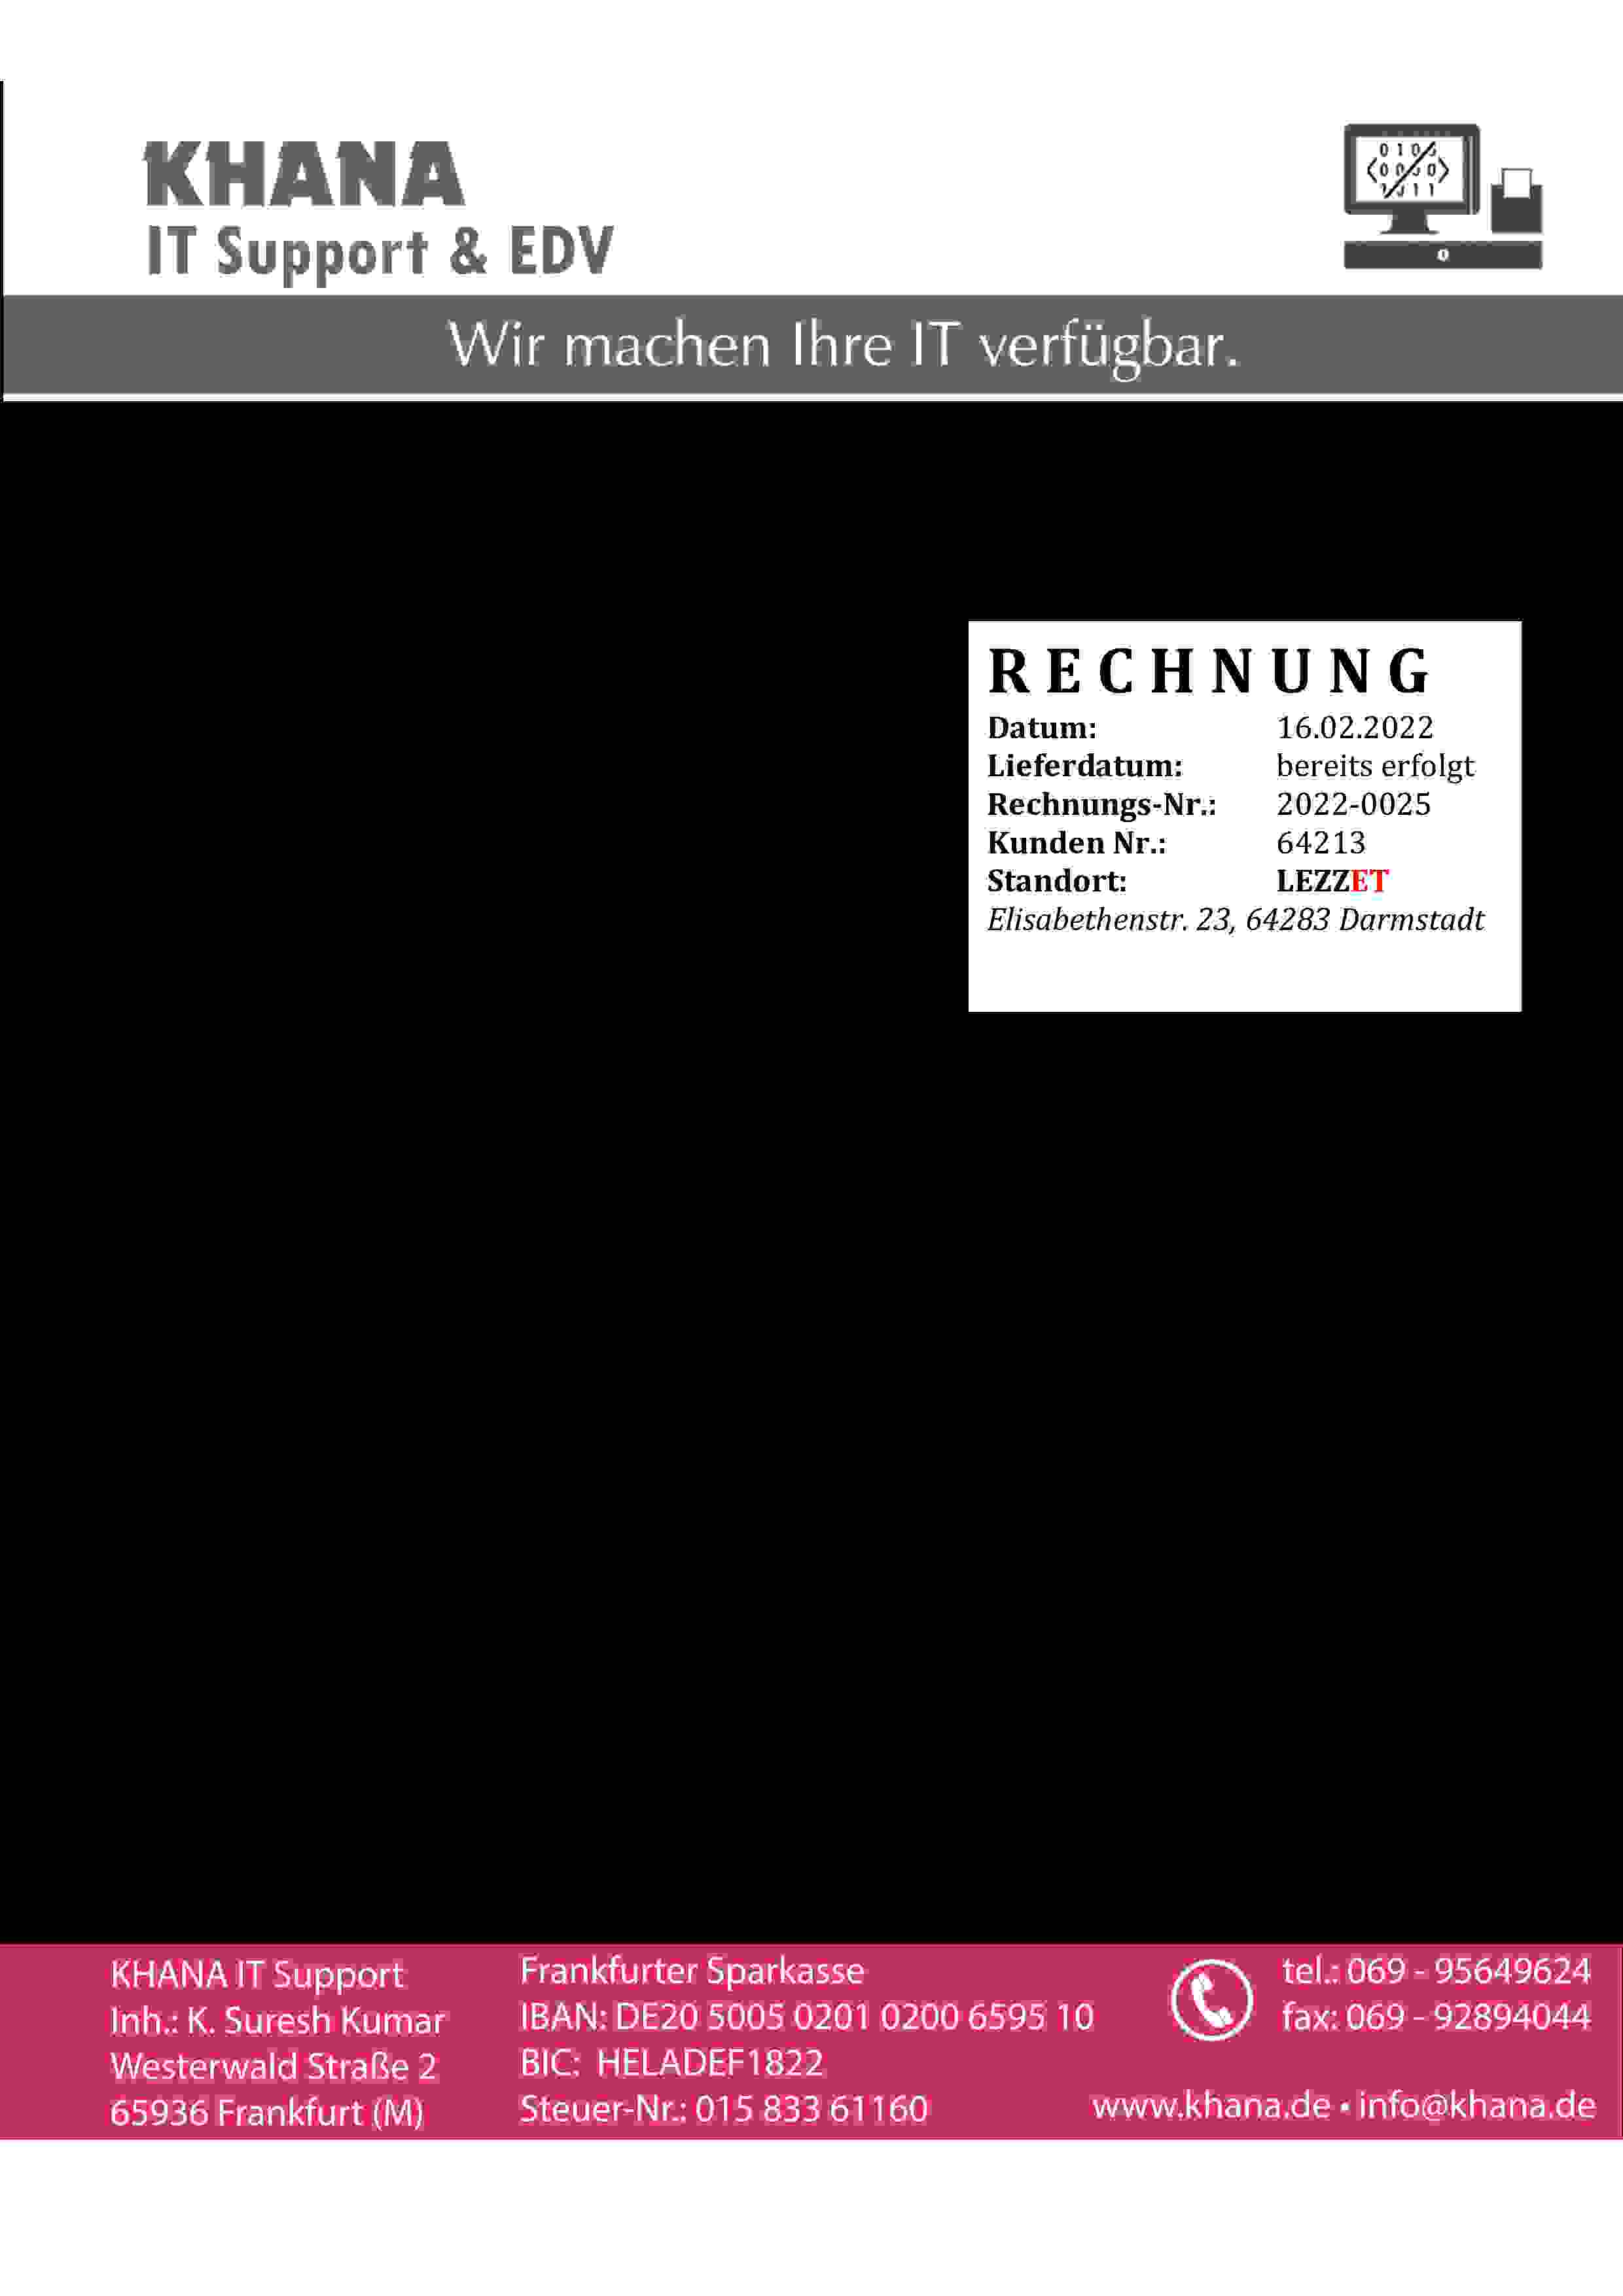 KHANA
IT Support & EDV
Wir machen Ihre IT verfügbar.
RECHNUNG
Datum: 16.02.2022
Lieferdatum: bereits erfolgt
Rechnungs-Nr.: 2022-0025
Kunden Nr.: 64213
Standort: LEZZET
Elisabethenstr. 23, 64283 Darmstadt
KHANA IT Support
Inh.: K. Suresh Kumar
Westerwald Straße 2
65936 Frankfurt (M)
Frankfurter Sparkasse
IBAN: DE20 5005 0201 0200 6595 10
BIC: HELADEF1822
Steuer-Nr.: 015 833 61160
tel.: 069 - 95649624
fax: 069 - 92894044
www.khana.de • info@khana.de